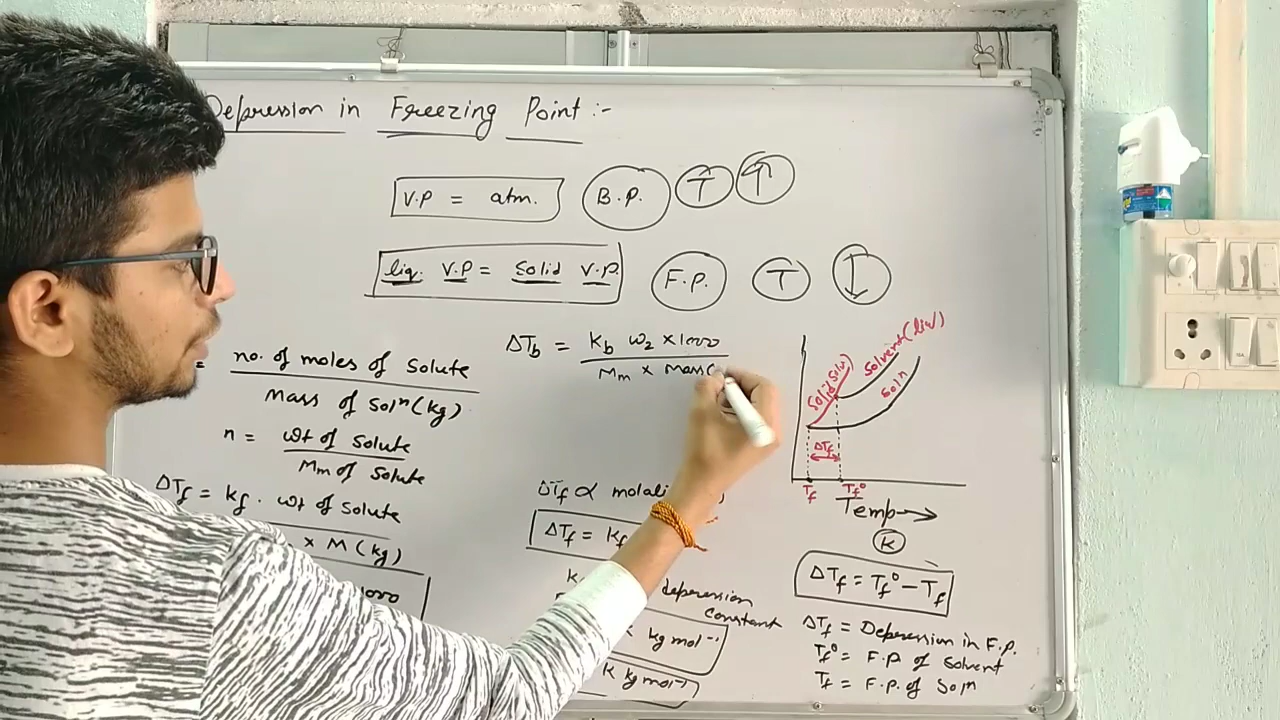 Depression in Freezing Point :-
V.P = atm. B.P. T ↑
liq. V.P = Solid V.P. F.P. T ↓
= no. of moles of Solute
Mass of Solⁿ (kg)
n = wt of Solute
Mm of Solute
ΔTf = kf . wt of Solute
x M (kg)
1000
ΔTb = kb w₂ x 1000
Mm x Mass(
ΔTf ∝ molali
ΔTf = kf
depression
constant
k kg mol⁻¹
k kg mol⁻¹
Solid Solv)
Solvent (liq)
Solⁿ
ΔTf
Tf Tf°
Temp →
K
ΔTf = Tf° – Tf
ΔTf = Depression in F.P.
Tf° = F.P of Solvent
Tf = F.P. of Solⁿ